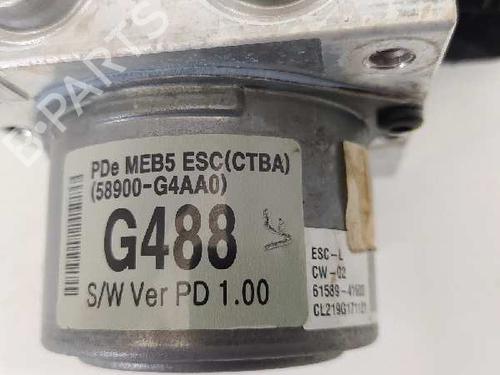 B-PARTS
PDe MEB5 ESC(CTBA)
(58900-G4AA0)
G488
S/W Ver PD 1.00
ESC-L
CW-02